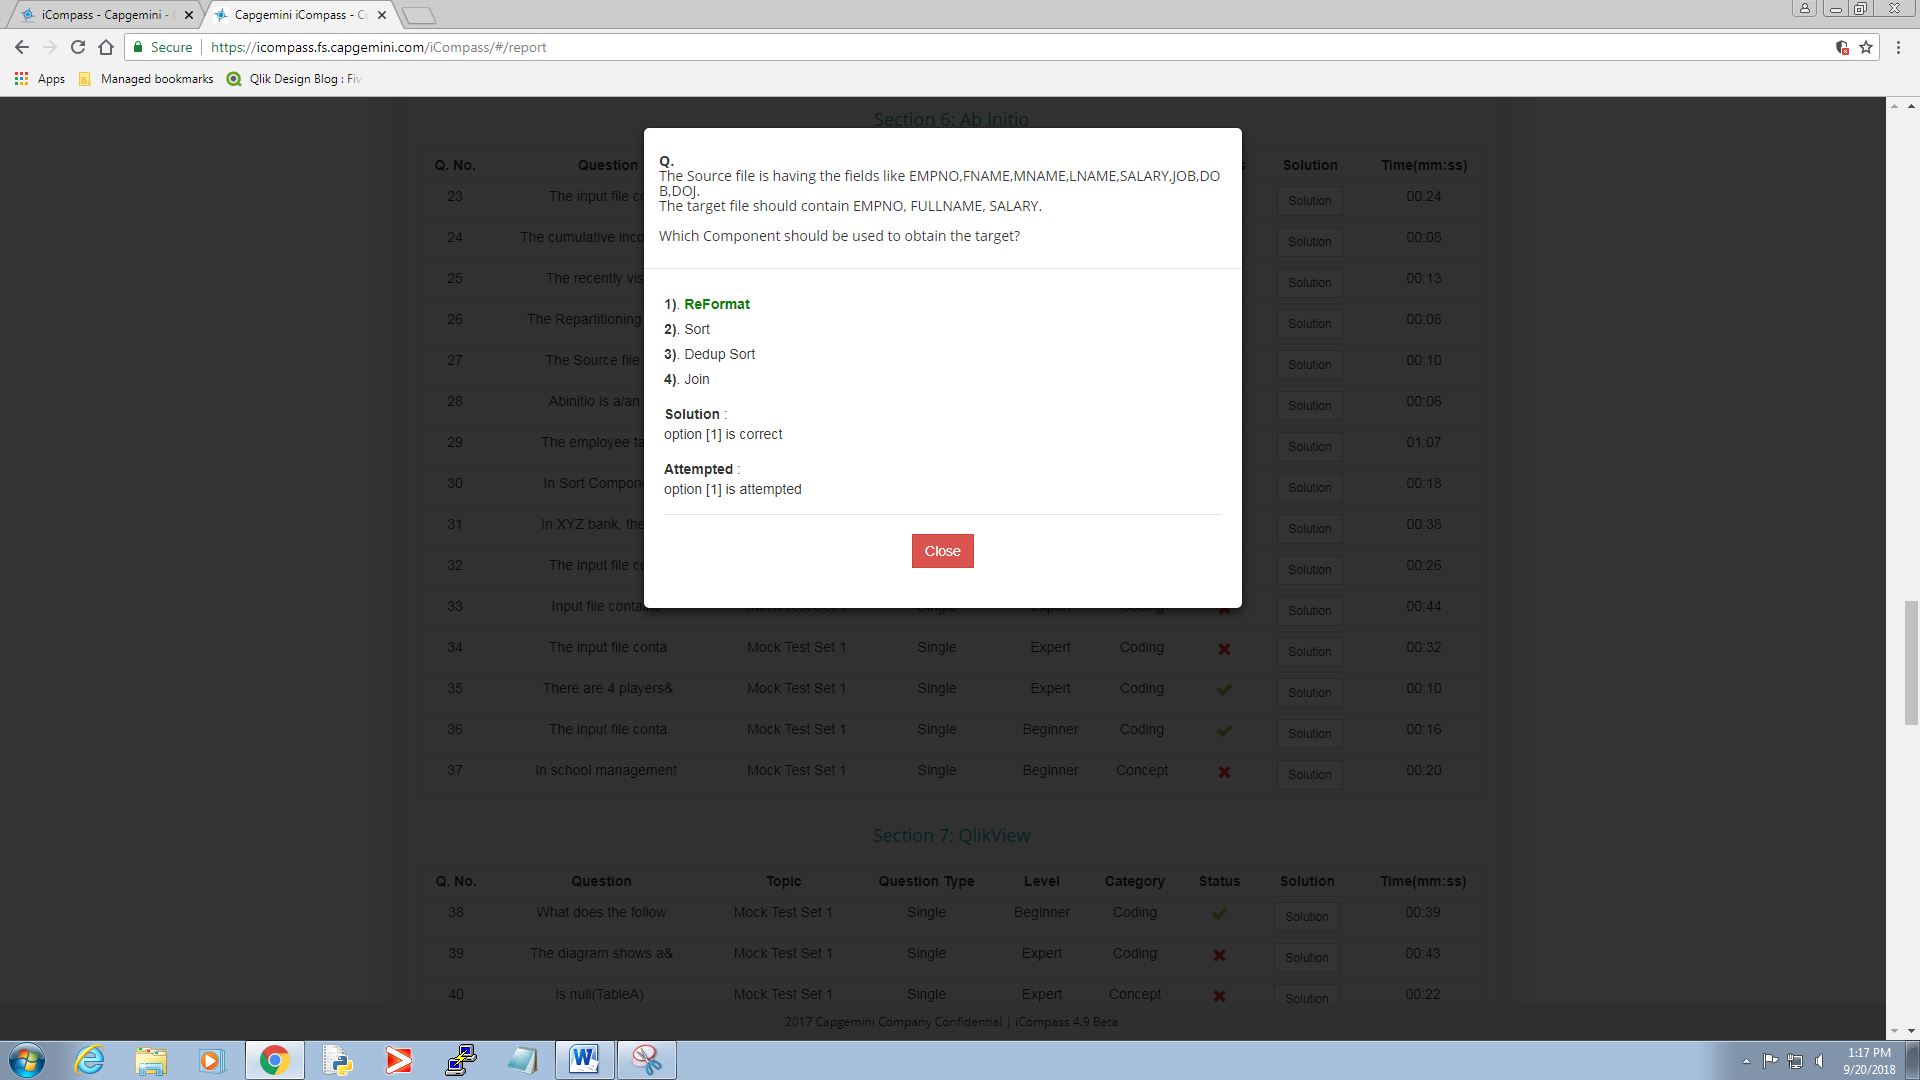 iCompass - Capgemini -
Capgemini iCompass - Co
Secure
https://icompass.fs.capgemini.com/iCompass/#/report
Apps
Managed bookmarks
Qlik Design Blog : Fiv
Section 6: Ab Initio
Q. No. Question Solution Time(mm:ss)
23 The input file co Solution 00:24
24 The cumulative inco Solution 00:08
25 The recently vis Solution 00:13
26 The Repartitioning Solution 00:08
27 The Source file Solution 00:10
28 Abinitio is a/an Solution 00:06
29 The employee ta Solution 01:07
30 In Sort Compon Solution 00:18
31 In XYZ bank, the Solution 00:38
32 The input file co Solution 00:26
33 Input file conta Mock Test Set 1 Single Expert Coding Solution 00:44
34 The input file conta Mock Test Set 1 Single Expert Coding Solution 00:32
35 There are 4 players& Mock Test Set 1 Single Expert Coding Solution 00:10
36 The input file conta Mock Test Set 1 Single Beginner Coding Solution 00:16
37 In school management Mock Test Set 1 Single Beginner Concept Solution 00:20
Q.
The Source file is having the fields like EMPNO,FNAME,MNAME,LNAME,SALARY,JOB,DO
B,DOJ.
The target file should contain EMPNO, FULLNAME, SALARY.
Which Component should be used to obtain the target?
1). ReFormat
2). Sort
3). Dedup Sort
4). Join
Solution :
option [1] is correct
Attempted :
option [1] is attempted
Close
Section 7: QlikView
Q. No. Question Topic Question Type Level Category Status Solution Time(mm:ss)
38 What does the follow Mock Test Set 1 Single Beginner Coding Solution 00:39
39 The diagram shows a& Mock Test Set 1 Single Expert Coding Solution 00:43
40 is null(TableA) Mock Test Set 1 Single Expert Concept Solution 00:22
2017 Capgemini Company Confidential | iCompass 4.9 Beta
1:17 PM
9/20/2018